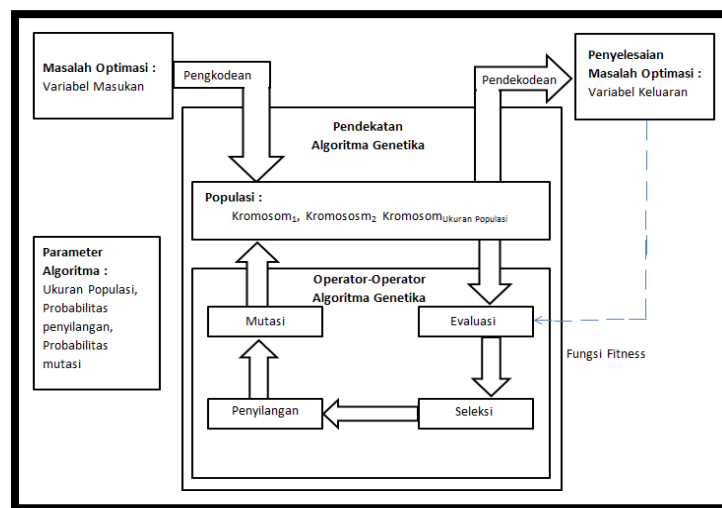 Masalah Optimasi :
Variabel Masukan
Pengkodean
Pendekodean
Penyelesaian
Masalah Optimasi :
Variabel Keluaran
Pendekatan
Algoritma Genetika
Populasi :
Kromosom1, Kromososm2 KromosomUkuran Populasi
Parameter
Algoritma :
Ukuran Populasi,
Probabilitas
penyilangan,
Probabilitas
mutasi
Operator-Operator
Algoritma Genetika
Mutasi
Evaluasi
Fungsi Fitness
Penyilangan
Seleksi